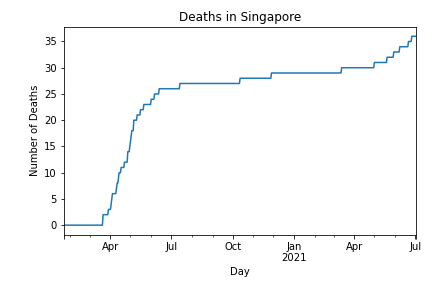 Deaths in Singapore
Number of Deaths
35
30
25
20
15
10
5
0
Apr
Jul
Oct
Jan
2021
Apr
Jul
Day